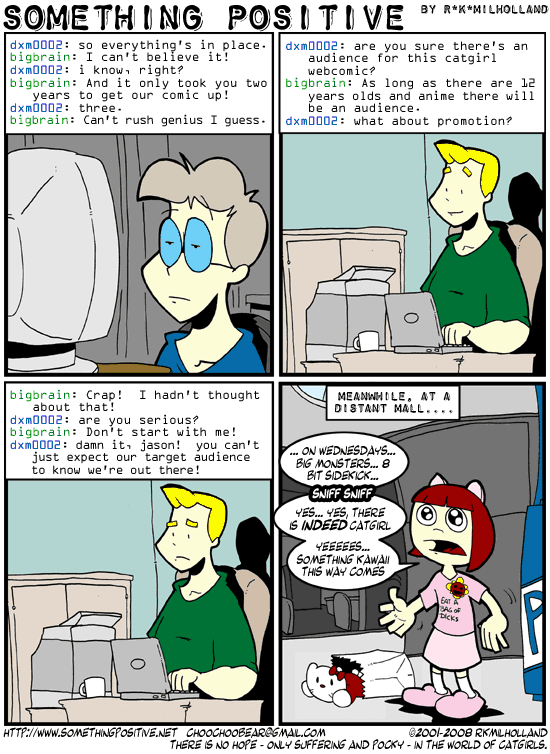 SOMETHING POSITIVE BY R*K*MILHOLLAND
dxm0002: so everything's in place.
bigbrain: I can't believe it!
dxm0002: i know, right?
bigbrain: And it only took you two
years to get our comic up!
dxm0002: three.
bigbrain: Can't rush genius I guess.
dxm0002: are you sure there's an
audience for this catgirl
webcomic?
bigbrain: As long as there are 12
years olds and anime there will
be an audience.
dxm0002: what about promotion?
bigbrain: Crap! I hadn't thought
about that!
dxm0002: are you serious?
bigbrain: Don't start with me!
dxm0002: damn it, jason! you can't
just expect our target audience
to know we're out there!
MEANWHILE, AT A
DISTANT MALL....
... ON WEDNESDAYS...
BIG MONSTERS... 8
BIT SIDEKICK...
SNIFF SNIFF
YES... YES, THERE
IS INDEED CATGIRL
YEEEEES...
SOMETHING KAWAII
THIS WAY COMES
EAT A
BAG OF
DICKS
P
HTTP://WWW.SOMETHINGPOSITIVE.NET CHOOCHOOBEAR@GMAIL.COM ©2001-2008 RKMILHOLLAND
THERE IS NO HOPE - ONLY SUFFERING AND POCKY - IN THE WORLD OF CATGIRLS.